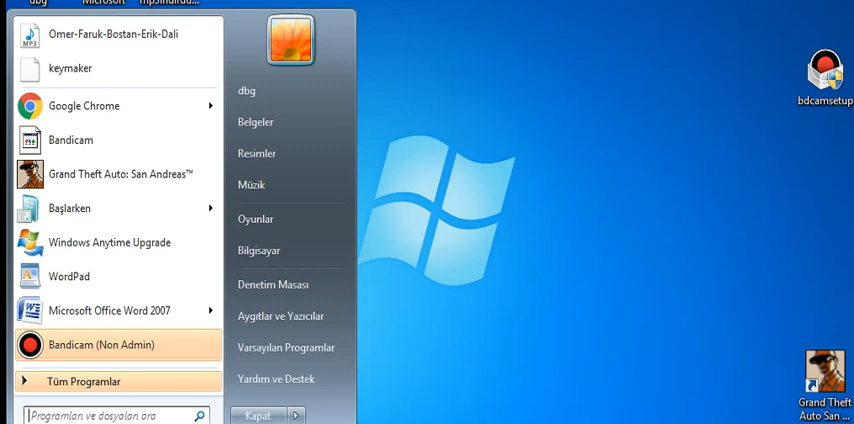 dbg
Microsoft
mp3indirdu...
Omer-Faruk-Bostan-Erik-Dali
keymaker
Google Chrome
Bandicam
Grand Theft Auto: San Andreas™
Başlarken
Windows Anytime Upgrade
WordPad
Microsoft Office Word 2007
Bandicam (Non Admin)
Tüm Programlar
Programları ve dosyaları ara
dbg
Belgeler
Resimler
Müzik
Oyunlar
Bilgisayar
Denetim Masası
Aygıtlar ve Yazıcılar
Varsayılan Programlar
Yardım ve Destek
Kapat
bdcamsetup
Grand Theft
Auto San ...